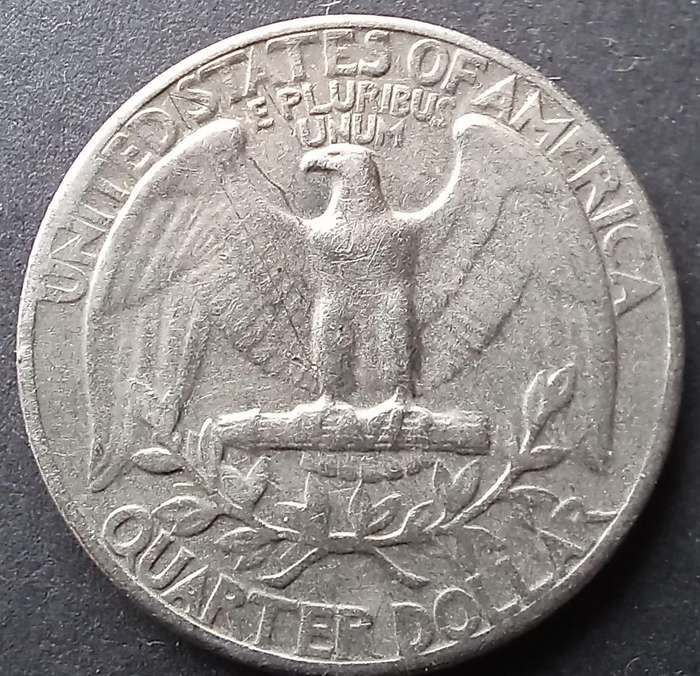 UNITED STATES OF AMERICA
E PLURIBUS
UNUM
QUARTER DOLLAR